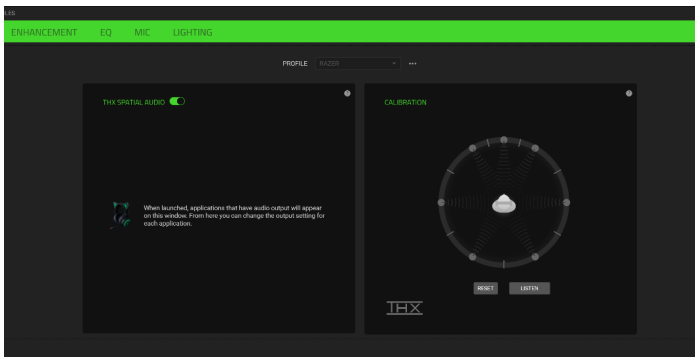 ENHANCEMENT EQ MIC LIGHTING
PROFILE RAZER
THX SPATIAL AUDIO
CALIBRATION
When launched, applications that have audio output will appear
on this window. From here you can change the output setting for
each application.
RESET LISTEN
THX